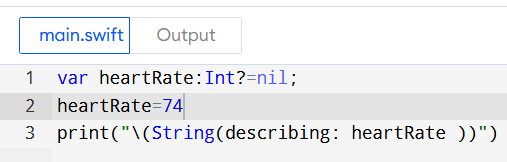 main.swift Output
1 var heartRate:Int?=nil;
2 heartRate=74
3 print("\(String(describing: heartRate ))")